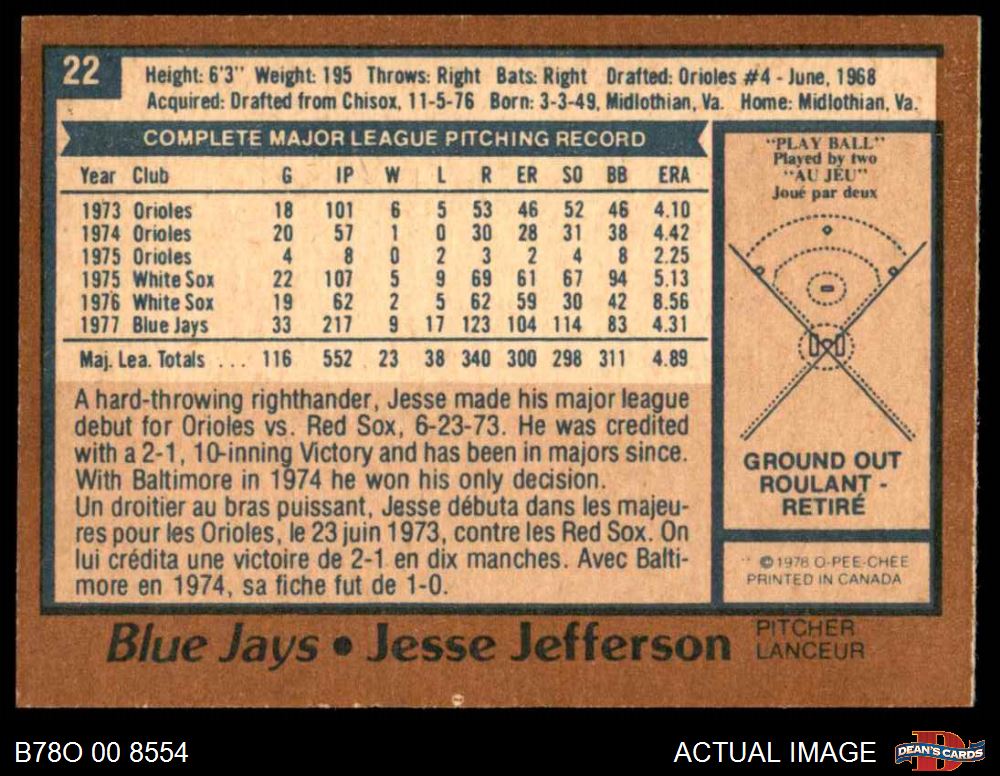 22
Height: 6'3" Weight: 195 Throws: Right Bats: Right Drafted: Orioles #4 - June, 1968
Acquired: Drafted from Chisox, 11-5-76 Born: 3-3-49, Midlothian, Va. Home: Midlothian, Va.
COMPLETE MAJOR LEAGUE PITCHING RECORD
Year Club G IP W L R ER SO BB ERA
1973 Orioles 18 101 6 5 53 46 52 46 4.10
1974 Orioles 20 57 1 0 30 28 31 38 4.42
1975 Orioles 4 8 0 2 3 2 4 8 2.25
1975 White Sox 22 107 5 9 69 61 67 94 5.13
1976 White Sox 19 62 2 5 62 59 30 42 8.56
1977 Blue Jays 33 217 9 17 123 104 114 83 4.31
Maj. Lea. Totals ... 116 552 23 38 340 300 298 311 4.89
A hard-throwing righthander, Jesse made his major league
debut for Orioles vs. Red Sox, 6-23-73. He was credited
with a 2-1, 10-inning Victory and has been in majors since.
With Baltimore in 1974 he won his only decision.
Un droitier au bras puissant, Jesse débuta dans les majeu-
res pour les Orioles, le 23 juin 1973, contre les Red Sox. On
lui crédita une victoire de 2-1 en dix manches. Avec Balti-
more en 1974, sa fiche fut de 1-0.
"PLAY BALL"
Played by two
"AU JEU"
Joué par deux
GROUND OUT
ROULANT -
RETIRÉ
©1978 O-PEE-CHEE
PRINTED IN CANADA
Blue Jays • Jesse Jefferson
PITCHER
LANCEUR
B78O 00 8554
ACTUAL IMAGE
DEAN'S CARDS